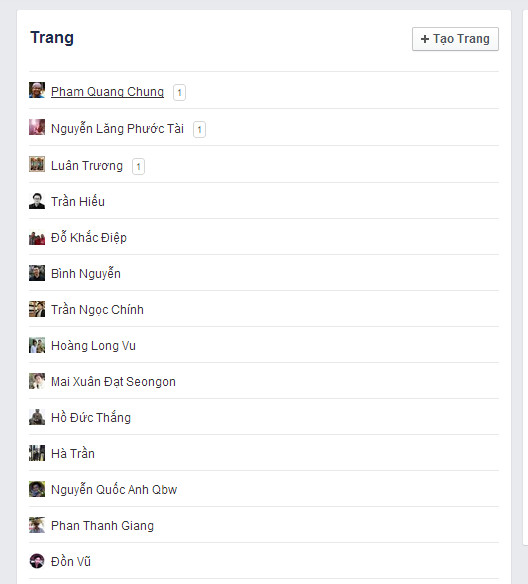 Trang
+ Tạo Trang
Phạm Quang Chung 1
Nguyễn Lăng Phước Tài 1
Luân Trương 1
Trần Hiếu
Đỗ Khắc Điệp
Bình Nguyễn
Trần Ngọc Chính
Hoàng Long Vu
Mai Xuân Đạt Seongon
Hồ Đức Thắng
Hà Trần
Nguyễn Quốc Anh Qbw
Phan Thanh Giang
Đồn Vũ